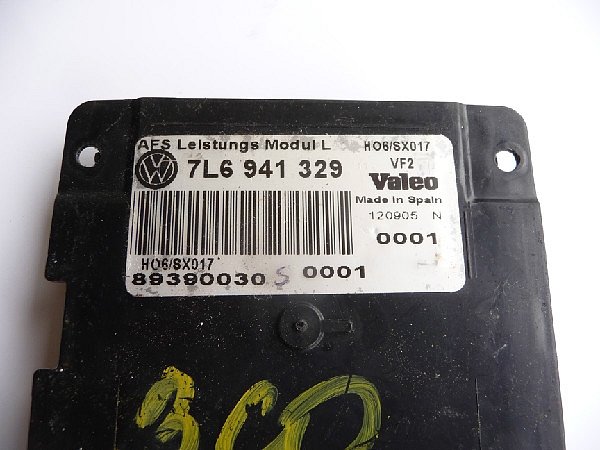 AFS Leistungs Modul L HO6/SX017
VF2
7L6 941 329 Valeo
Made in Spain
120905 N
0001
HO6/SX017
89390030 S 0001